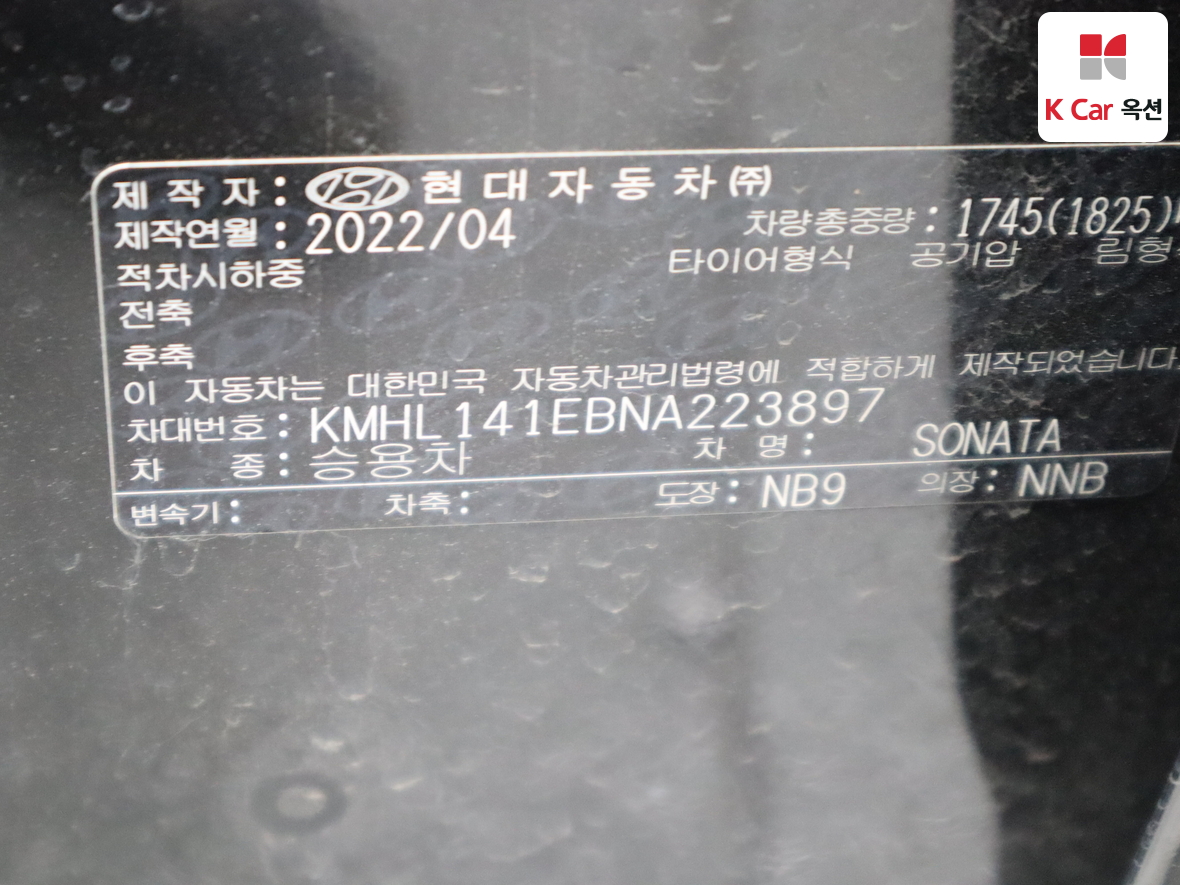 K Car 옥션
제 작 자 : 현 대 자 동 차 ㈜
제작연월 : 2022/04 차량총중량 : 1745(1825)
적차시하중 타이어형식 공기압 림형
전축
후축
이 자동차는 대한민국 자동차관리법령에 적합하게 제작되었습니다.
차대번호 : KMHL141EBNA223897
차 종 : 승용차 차 명 : SONATA
변속기 : 차축 : 도장 : NB9 의장 : NNB